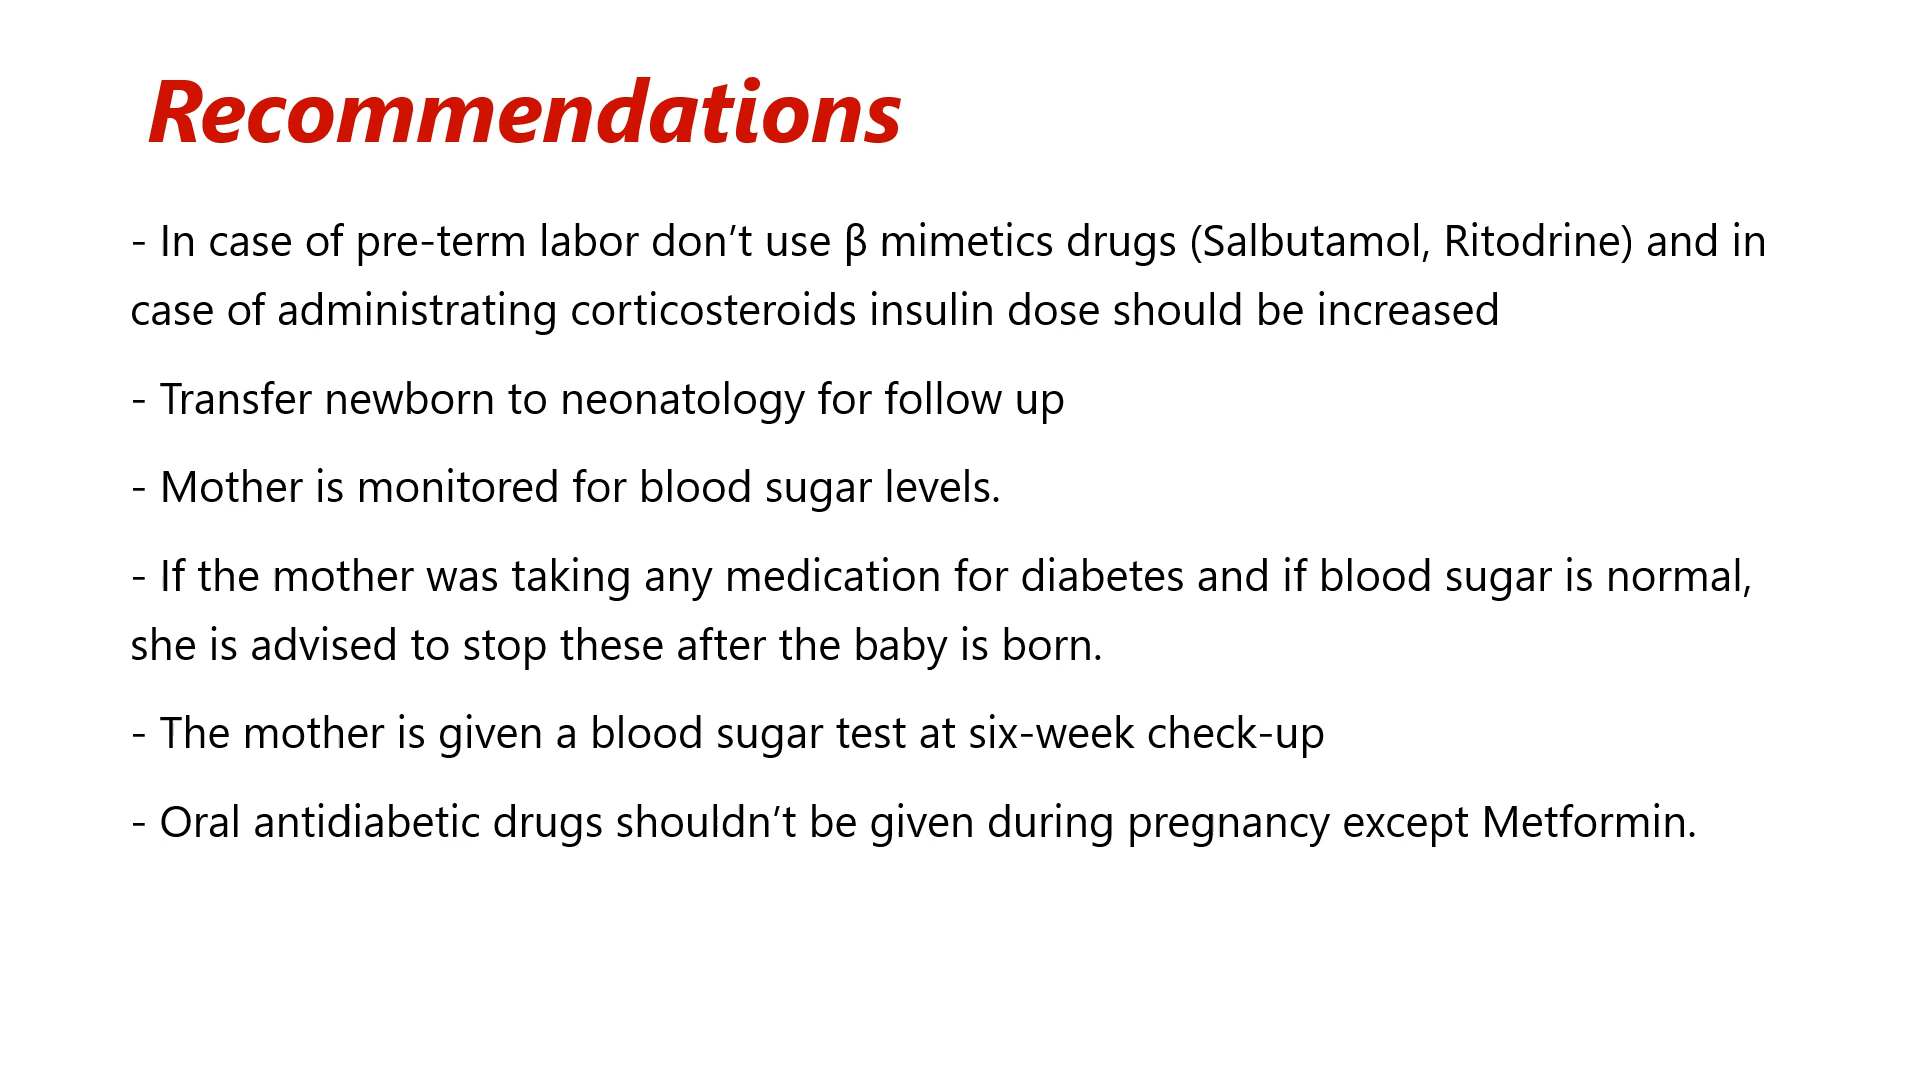 Recommendations
- In case of pre-term labor don’t use β mimetics drugs (Salbutamol, Ritodrine) and in
case of administrating corticosteroids insulin dose should be increased
- Transfer newborn to neonatology for follow up
- Mother is monitored for blood sugar levels.
- If the mother was taking any medication for diabetes and if blood sugar is normal,
she is advised to stop these after the baby is born.
- The mother is given a blood sugar test at six-week check-up
- Oral antidiabetic drugs shouldn’t be given during pregnancy except Metformin.